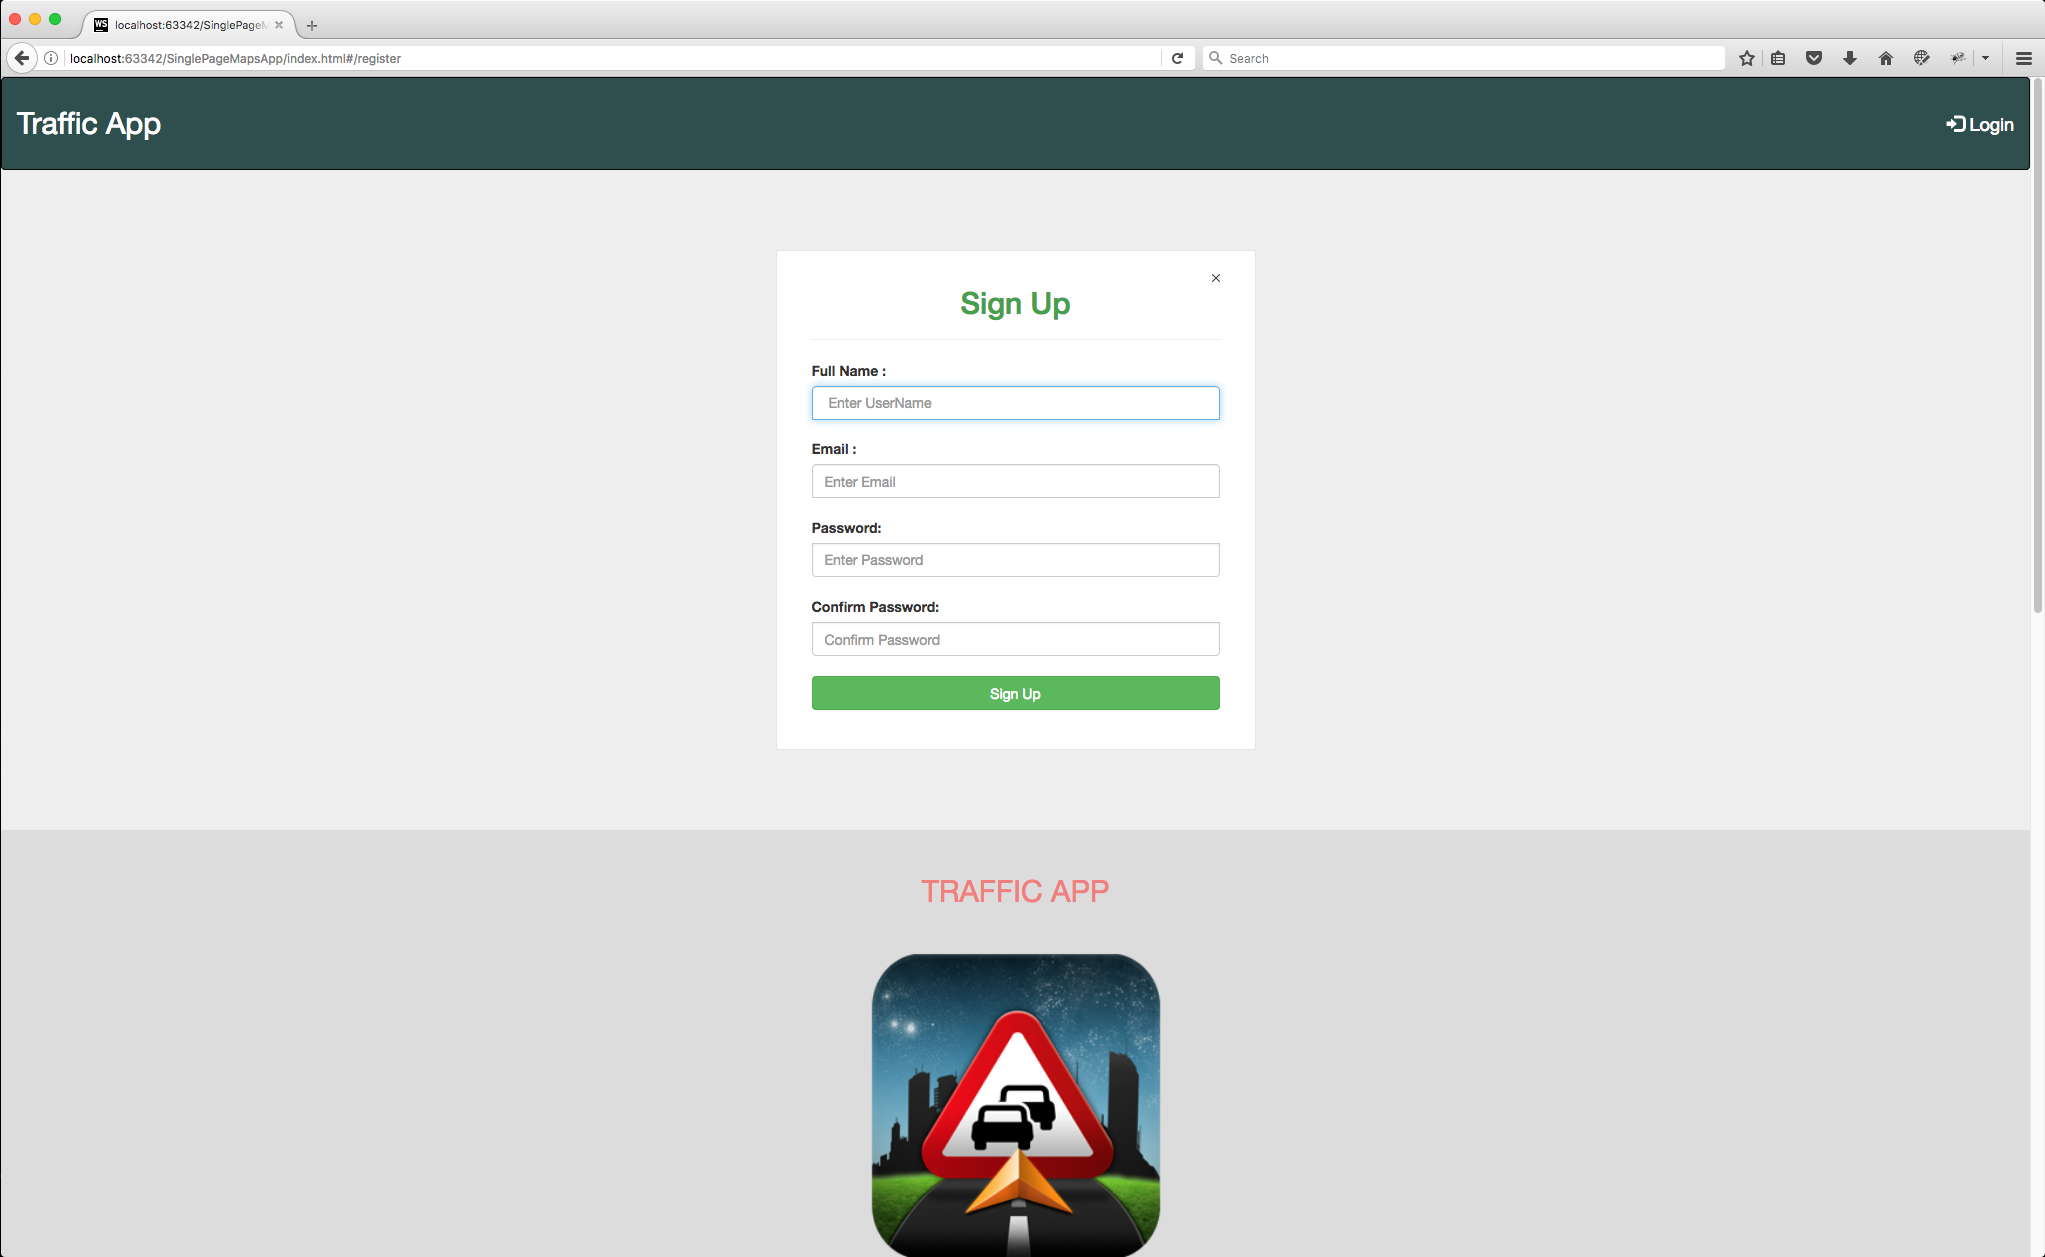 WS localhost:63342/SinglePageM
localhost:63342/SinglePageMapsApp/index.html#/register
Search
Traffic App
Login
×
Sign Up
Full Name :
Enter UserName
Email :
Enter Email
Password:
Enter Password
Confirm Password:
Confirm Password
Sign Up
TRAFFIC APP